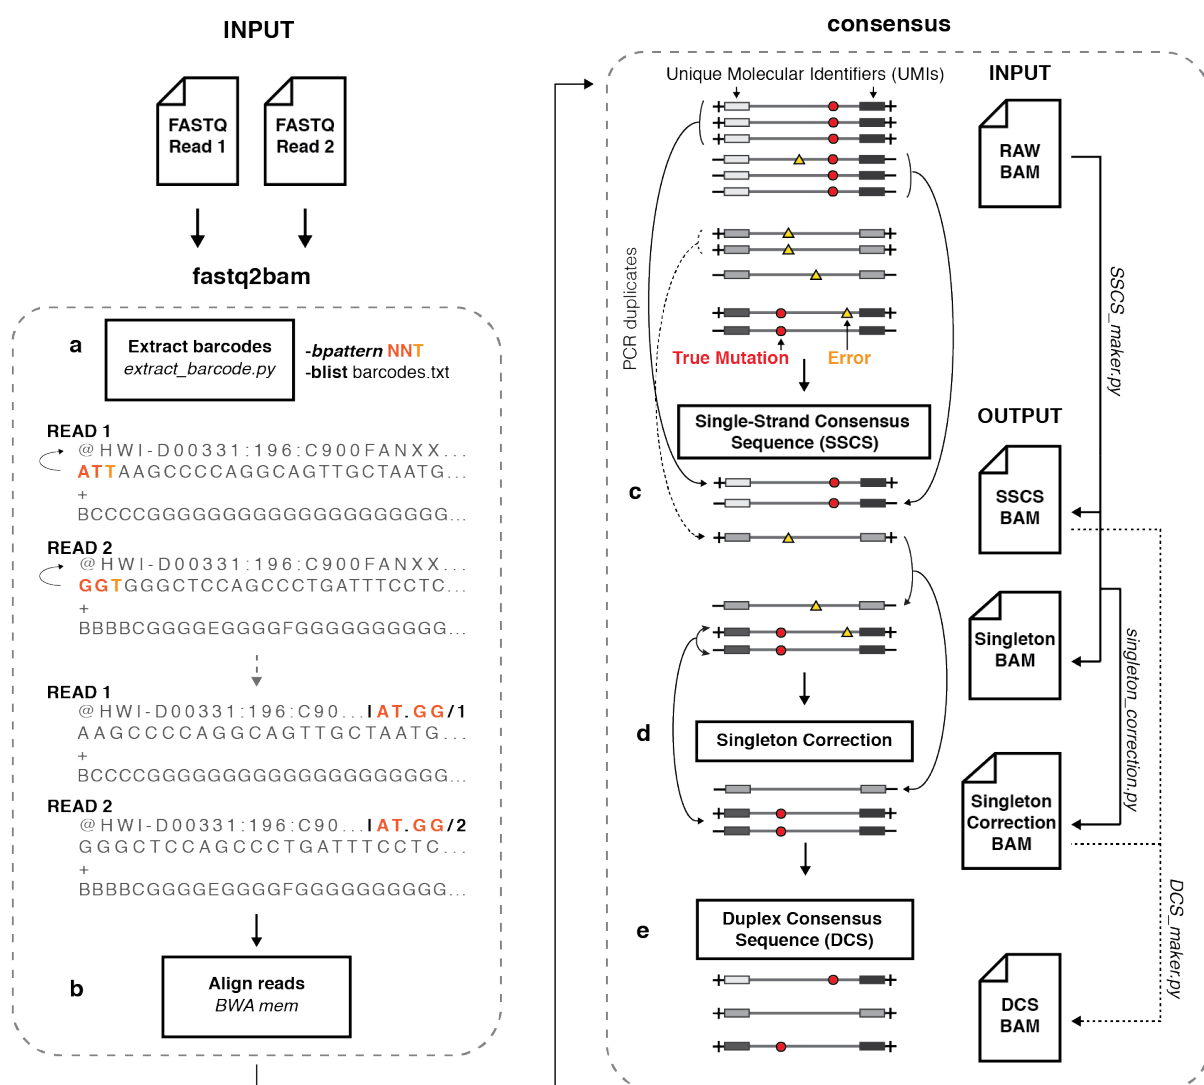 INPUT
FASTQ
Read 1
FASTQ
Read 2
fastq2bam
a
Extract barcodes
extract_barcode.py
-bpattern NNT
-blist barcodes.txt
READ 1
@HWI-D00331:196:C900FANXX...
ATTAAGCCCCAGGCAGTTGCTAATG...
+
BCCCCGGGGGGGGGGGGGGGGGGG...
READ 2
@HWI-D00331:196:C900FANXX...
GGTGGGCTCCAGCCCTGATTTCCTC...
+
BBBBCGGGGEGGGGFGGGGGGGGGG...
READ 1
@HWI-D00331:196:C90...|AT.GG/1
AAGCCCCAGGCAGTTGCTAATG...
+
BCCCCGGGGGGGGGGGGGGGGGGG...
READ 2
@HWI-D00331:196:C90...|AT.GG/2
GGGCTCCAGCCCTGATTTCCTC...
+
BBBBCGGGGEGGGGFGGGGGGGGGG...
b
Align reads
BWA mem
consensus
Unique Molecular Identifiers (UMIs)
INPUT
RAW
BAM
PCR duplicates
True Mutation
Error
SSCS_maker.py
Single-Strand Consensus
Sequence (SSCS)
OUTPUT
c
SSCS
BAM
Singleton
BAM
singleton_correction.py
d
Singleton Correction
Singleton
Correction
BAM
DCS_maker.py
e
Duplex Consensus
Sequence (DCS)
DCS
BAM